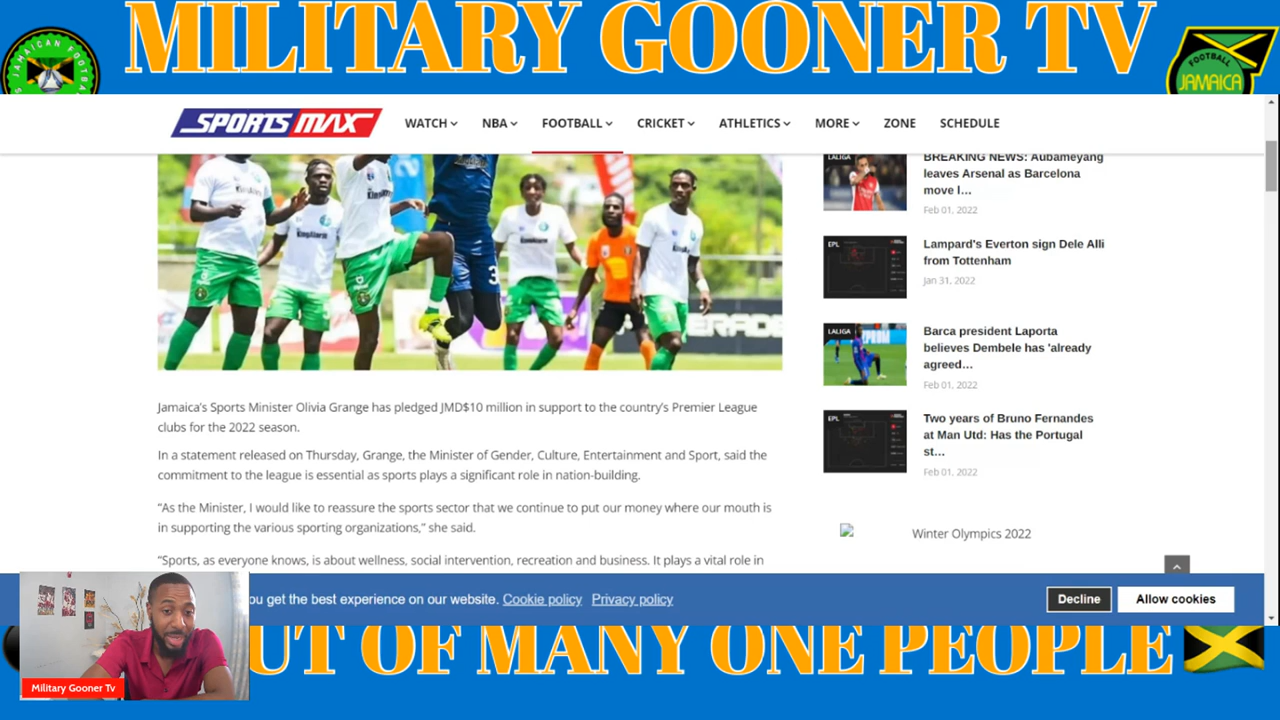 MILITARY GOONER TV
JAMAICAN FOOTBAL
FOOTBALL
JAMAICA
SPORTSMAX
WATCH
NBA
FOOTBALL
CRICKET
ATHLETICS
MORE
ZONE
SCHEDULE
KingAlarm
KingAlarm
3
Jamaica’s Sports Minister Olivia Grange has pledged JMD$10 million in support to the country’s Premier League
clubs for the 2022 season.
In a statement released on Thursday, Grange, the Minister of Gender, Culture, Entertainment and Sport, said the
commitment to the league is essential as sports plays a significant role in nation-building.
“As the Minister, I would like to reassure the sports sector that we continue to put our money where our mouth is
in supporting the various sporting organizations,” she said.
“Sports, as everyone knows, is about wellness, social intervention, recreation and business. It plays a vital role in
LALIGA
BREAKING NEWS: Aubameyang
leaves Arsenal as Barcelona
move l...
Feb 01, 2022
EPL
Lampard's Everton sign Dele Alli
from Tottenham
Jan 31, 2022
LALIGA
Barca president Laporta
believes Dembele has 'already
agreed...
Feb 01, 2022
EPL
Two years of Bruno Fernandes
at Man Utd: Has the Portugal
st...
Feb 01, 2022
Winter Olympics 2022
ou get the best experience on our website. Cookie policy Privacy policy
Decline
Allow cookies
Military Gooner Tv
UT OF MANY ONE PEOPLE